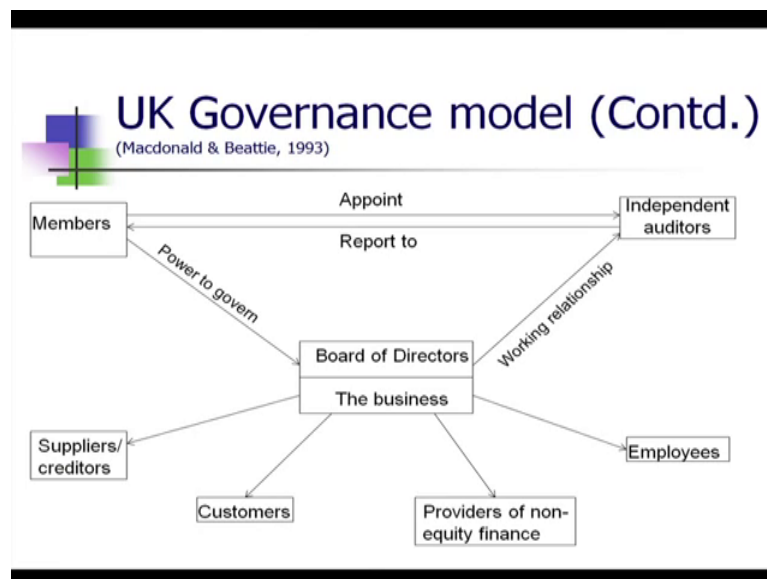 UK Governance model (Contd.)
(Macdonald & Beattie, 1993)
Appoint
Members
Independent
auditors
Report to
Power to govern
Working relationship
Board of Directors
The business
Suppliers/
creditors
Employees
Customers
Providers of non-
equity finance